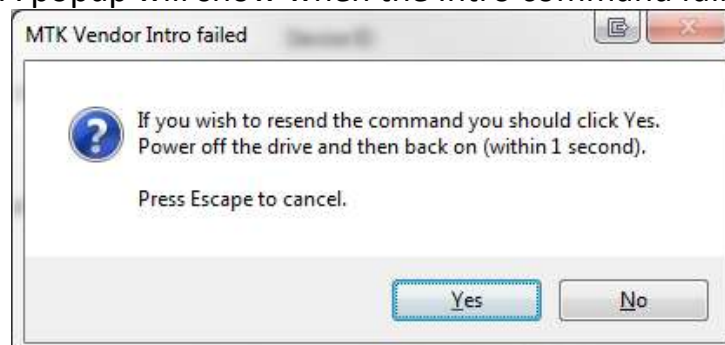 MTK Vendor Intro failed
If you wish to resend the command you should click Yes.
Power off the drive and then back on (within 1 second).
Press Escape to cancel.
Yes
No